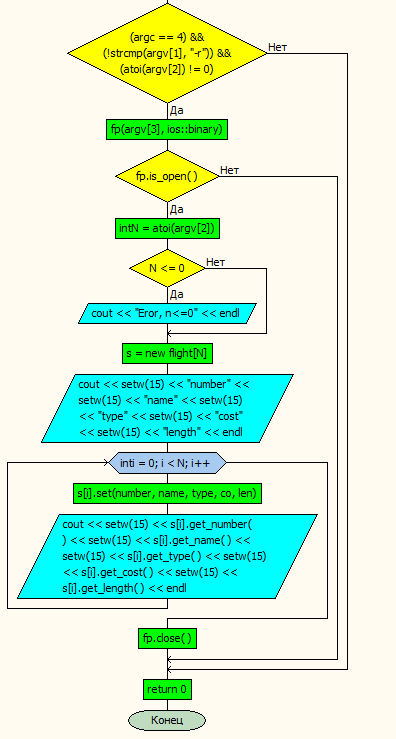 (argc == 4) &&
(!strcmp(argv[1], "-r")) &&
(atoi(argv[2]) != 0)
Нет
Да
fp(argv[3], ios::binary)
fp.is_open( )
Нет
Да
intN = atoi(argv[2])
N <= 0
Нет
Да
cout << "Eror, n<=0" << endl
s = new flight[N]
cout << setw(15) << "number" <<
setw(15) << "name" << setw(15)
<< "type" << setw(15) << "cost"
<< setw(15) << "length" << endl
inti = 0; i < N; i++
s[i].set(number, name, type, co, len)
cout << setw(15) << s[i].get_number(
) << setw(15) << s[i].get_name( ) <<
setw(15) << s[i].get_type( ) << setw(15)
<< s[i].get_cost( ) << setw(15) <<
s[i].get_length( ) << endl
fp.close( )
return 0
Конец